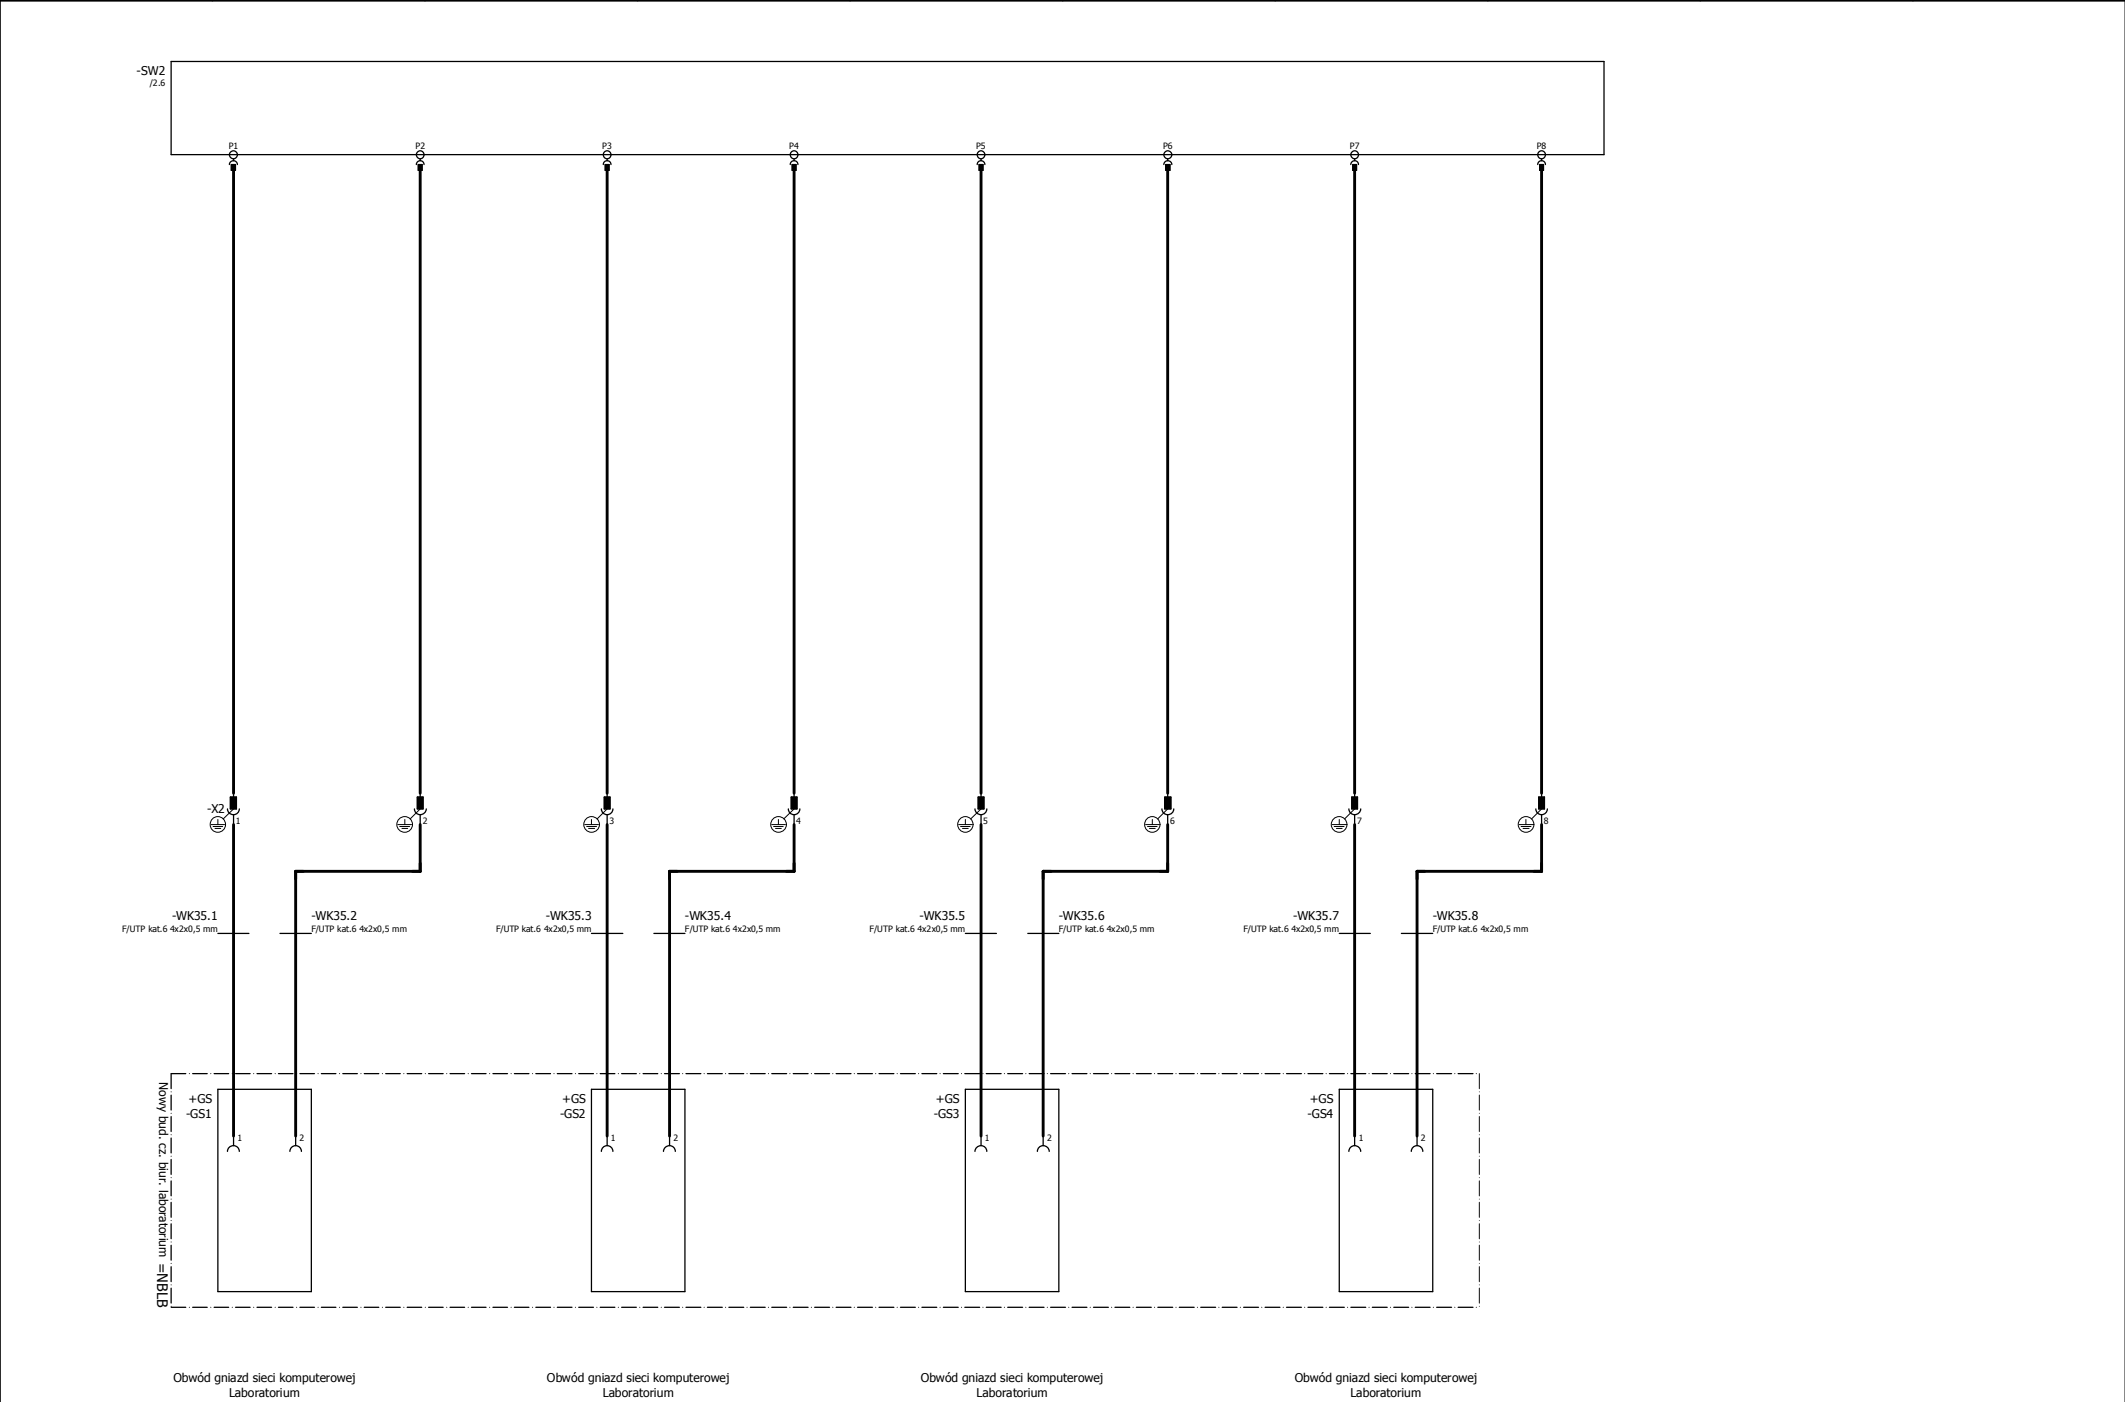 -SW2
/2.6
P1
P2
P3
P4
P5
P6
P7
P8
-X2
1
2
3
4
5
6
7
8
-WK35.1
F/UTP kat.6 4x2x0,5 mm
-WK35.2
F/UTP kat.6 4x2x0,5 mm
-WK35.3
F/UTP kat.6 4x2x0,5 mm
-WK35.4
F/UTP kat.6 4x2x0,5 mm
-WK35.5
F/UTP kat.6 4x2x0,5 mm
-WK35.6
F/UTP kat.6 4x2x0,5 mm
-WK35.7
F/UTP kat.6 4x2x0,5 mm
-WK35.8
F/UTP kat.6 4x2x0,5 mm
Nowy bud. cz. biur. laboratorium =NBLB
+GS
-GS1
1
2
+GS
-GS2
1
2
+GS
-GS3
1
2
+GS
-GS4
1
2
Obwód gniazd sieci komputerowej
Laboratorium
Obwód gniazd sieci komputerowej
Laboratorium
Obwód gniazd sieci komputerowej
Laboratorium
Obwód gniazd sieci komputerowej
Laboratorium